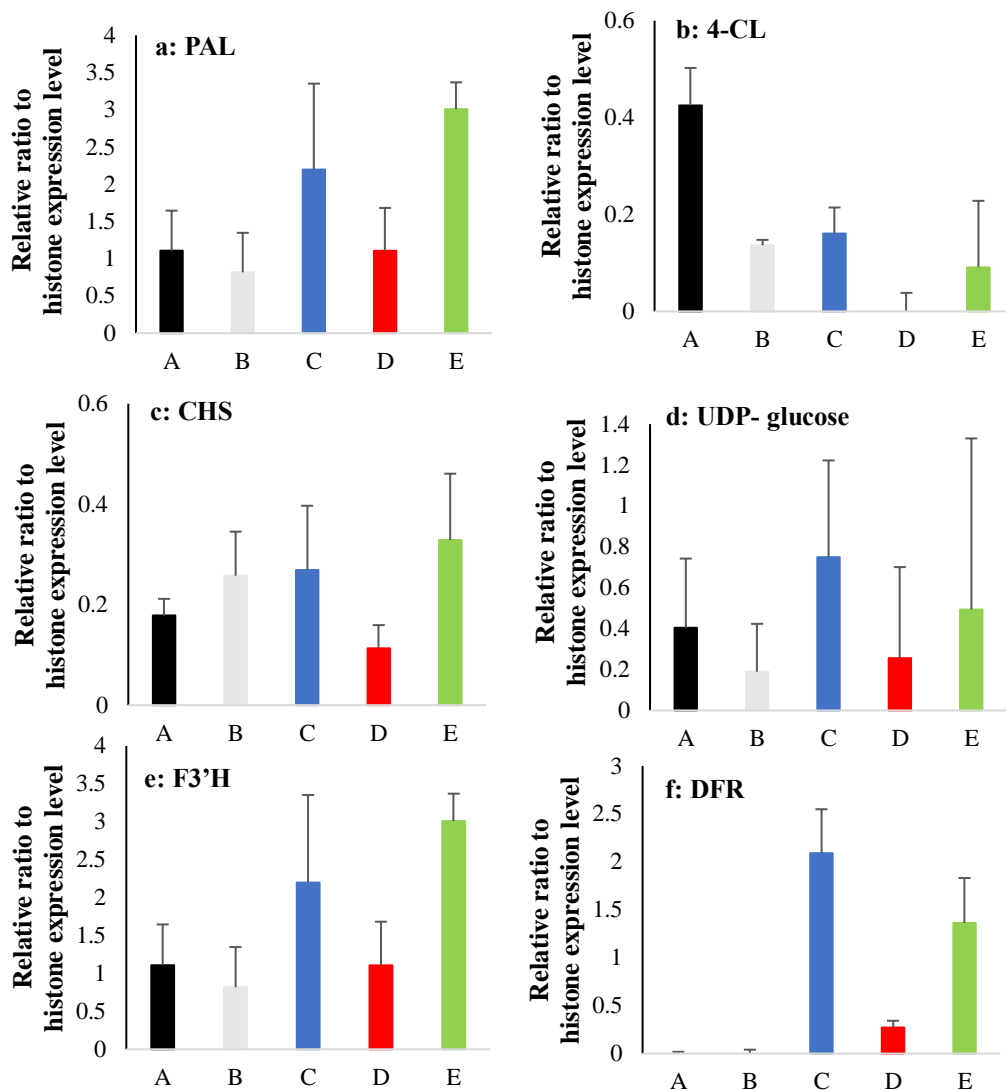 a: PAL
Relative ratio to
histone expression level
4
3.5
3
2.5
2
1.5
1
0.5
0
A B C D E
b: 4-CL
Relative ratio to
histone expression level
0.6
0.4
0.2
0
A B C D E
c: CHS
Relative ratio to
histone expression level
0.6
0.4
0.2
0
A B C D E
d: UDP- glucose
Relative ratio to
histone expression level
1.4
1.2
1
0.8
0.6
0.4
0.2
0
A B C D E
e: F3’H
Relative ratio to
histone expression level
4
3.5
3
2.5
2
1.5
1
0.5
0
A B C D E
f: DFR
Relative ratio to
histone expression level
3
2.5
2
1.5
1
0.5
0
A B C D E